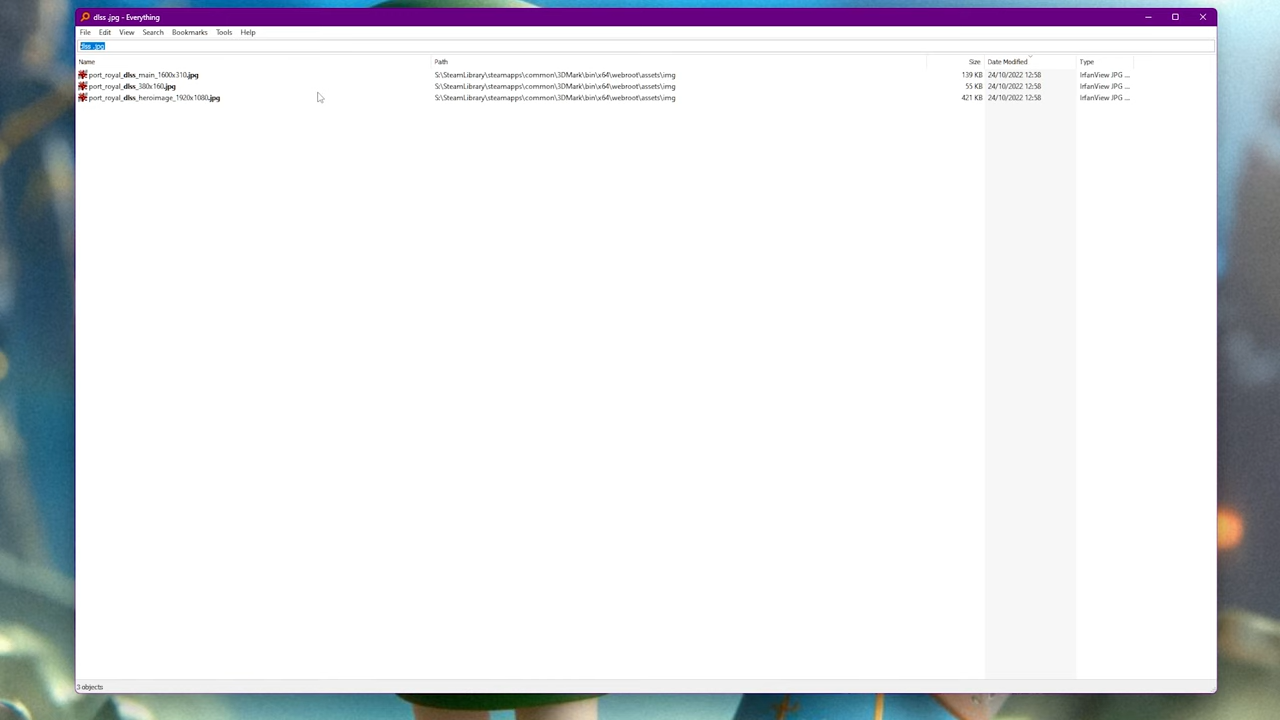 dlss .jpg - Everything
File Edit View Search Bookmarks Tools Help
dlss .jpg
Name Path Size Date Modified Type
port_royal_dlss_main_1600x310.jpg S:\SteamLibrary\steamapps\common\3DMark\bin\x64\webroot\assets\img 139 KB 24/10/2022 12:58 IrfanView JPG ...
port_royal_dlss_380x160.jpg S:\SteamLibrary\steamapps\common\3DMark\bin\x64\webroot\assets\img 55 KB 24/10/2022 12:58 IrfanView JPG ...
port_royal_dlss_heroimage_1920x1080.jpg S:\SteamLibrary\steamapps\common\3DMark\bin\x64\webroot\assets\img 421 KB 24/10/2022 12:58 IrfanView JPG ...
3 objects